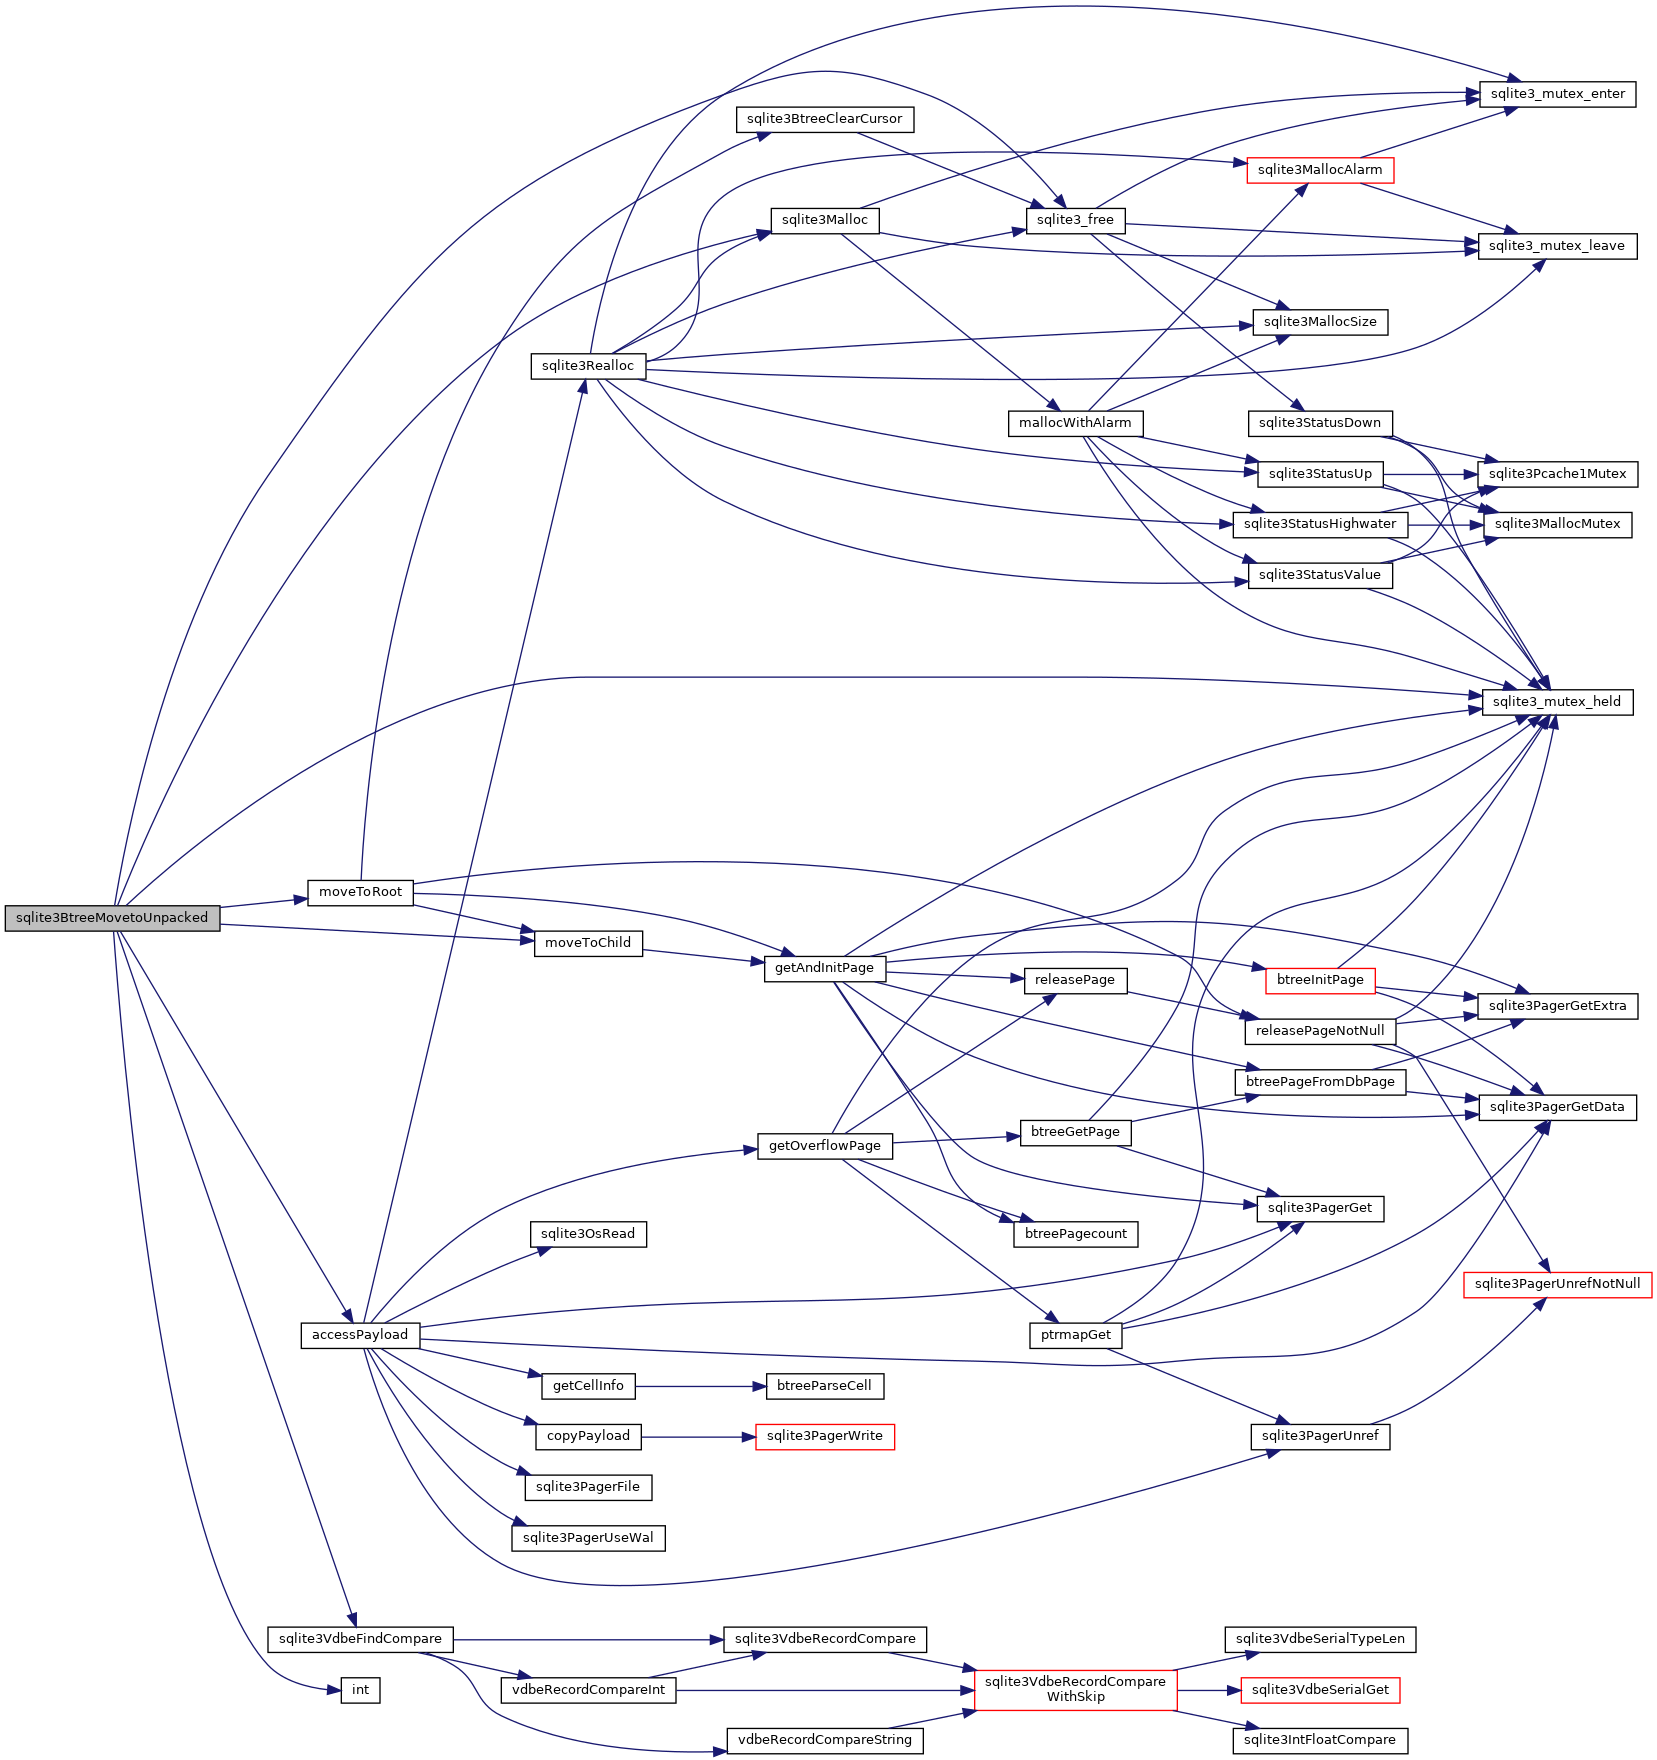 sqlite3_mutex_enter
sqlite3BtreeClearCursor
sqlite3MallocAlarm
sqlite3Malloc
sqlite3_free
sqlite3_mutex_leave
sqlite3MallocSize
sqlite3Realloc
mallocWithAlarm
sqlite3StatusDown
sqlite3StatusUp
sqlite3Pcache1Mutex
sqlite3StatusHighwater
sqlite3MallocMutex
sqlite3StatusValue
sqlite3_mutex_held
moveToRoot
sqlite3BtreeMovetoUnpacked
moveToChild
getAndInitPage
releasePage
btreeInitPage
sqlite3PagerGetExtra
releasePageNotNull
btreePageFromDbPage
sqlite3PagerGetData
btreeGetPage
getOverflowPage
sqlite3PagerGet
sqlite3OsRead
btreePagecount
sqlite3PagerUnrefNotNull
accessPayload
ptrmapGet
getCellInfo
btreeParseCell
copyPayload
sqlite3PagerWrite
sqlite3PagerUnref
sqlite3PagerFile
sqlite3PagerUseWal
sqlite3VdbeFindCompare
sqlite3VdbeRecordCompare
sqlite3VdbeSerialTypeLen
int
vdbeRecordCompareInt
sqlite3VdbeRecordCompare
WithSkip
sqlite3VdbeSerialGet
vdbeRecordCompareString
sqlite3IntFloatCompare